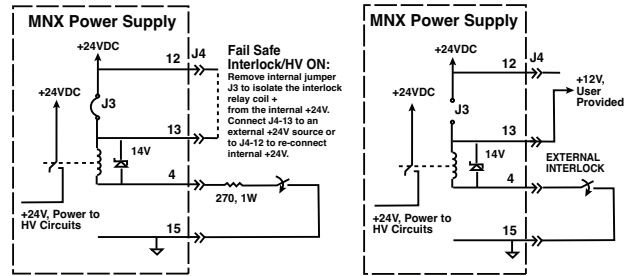 MNX Power Supply
+24VDC
12
J4
+24VDC
J3
13
14V
4
270, 1W
+24V, Power to
HV Circuits
15
Fail Safe
Interlock/HV ON:
Remove internal jumper
J3 to isolate the interlock
relay coil +
from the internal +24V.
Connect J4-13 to an
external +24V source or
to J4-12 to re-connect
internal +24V.
MNX Power Supply
+24VDC
12
J4
+12V,
User
Provided
+24VDC
J3
13
14V
EXTERNAL
INTERLOCK
4
+24V, Power to
HV Circuits
15